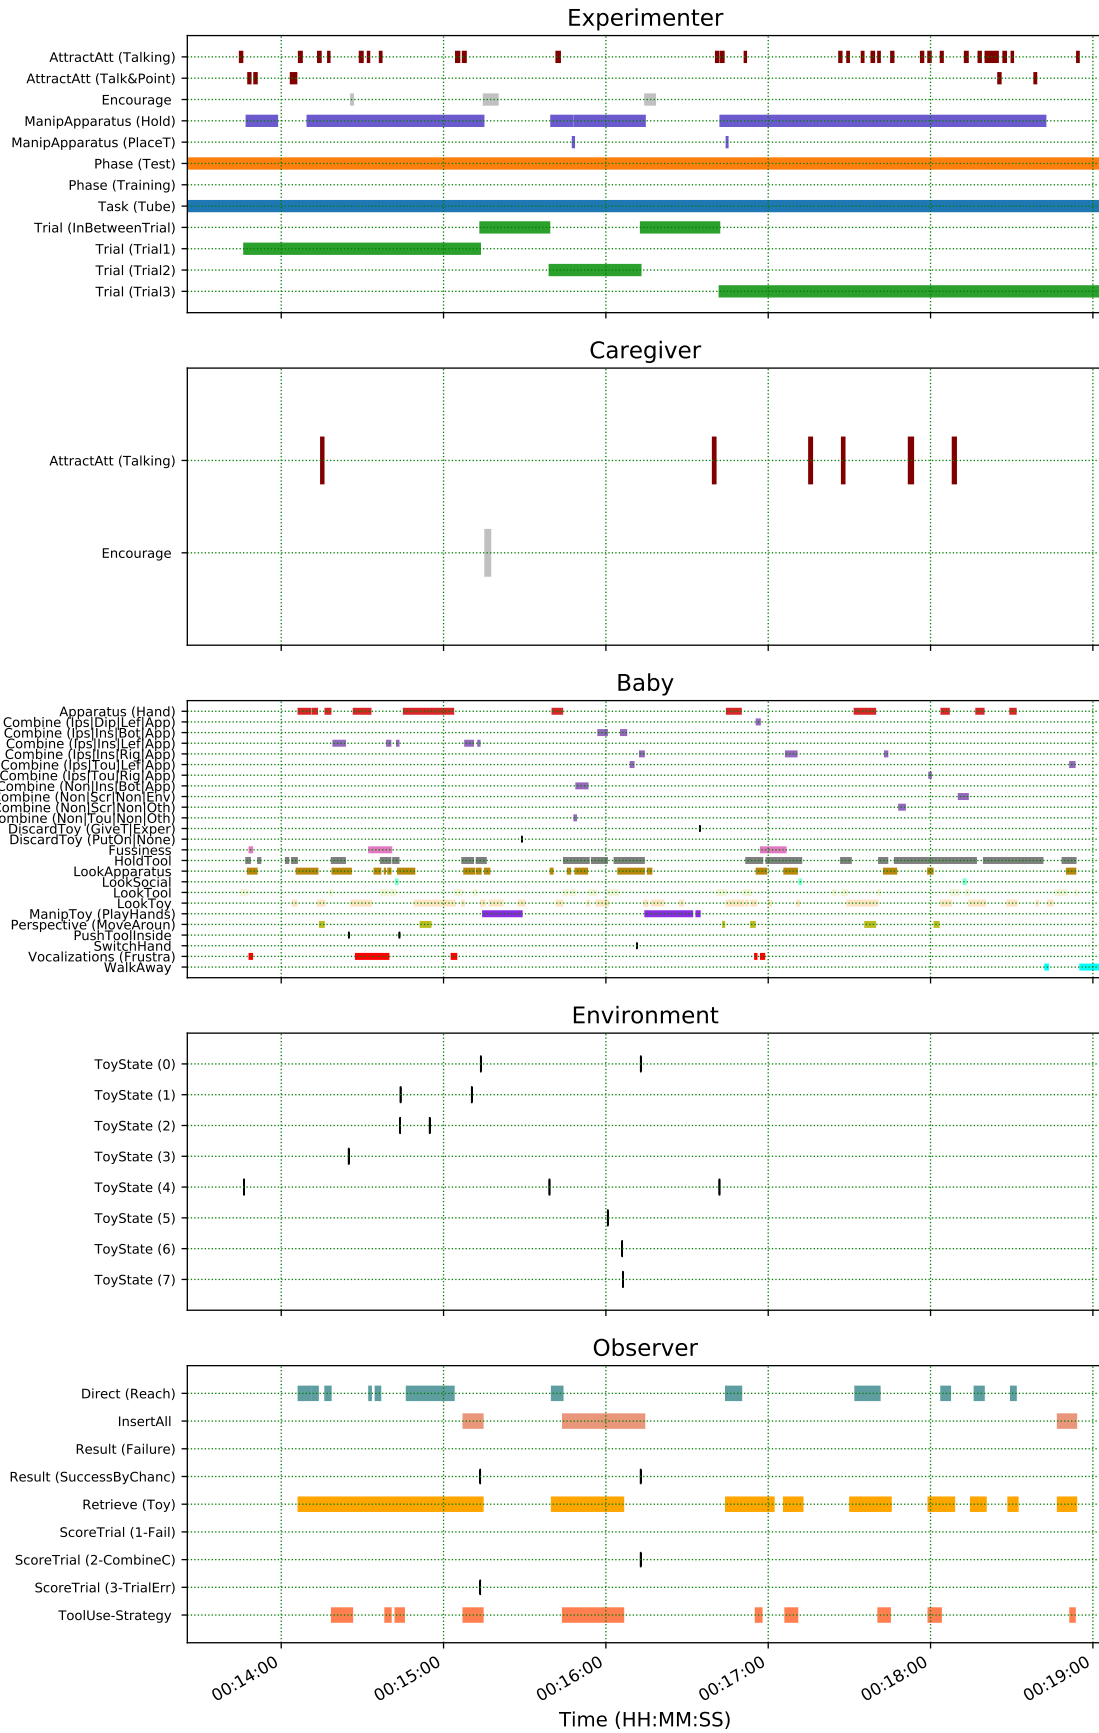 Experimenter
AttractAtt (Talking)
AttractAtt (Talk&Point)
Encourage
ManipApparatus (Hold)
ManipApparatus (PlaceT)
Phase (Test)
Phase (Training)
Task (Tube)
Trial (InBetweenTrial)
Trial (Trial1)
Trial (Trial2)
Trial (Trial3)
Caregiver
AttractAtt (Talking)
Encourage
Baby
Apparatus (Hand)
Combine (Ips|Dip|Lef|App)
Combine (Ips|Ins|Bot|App)
Combine (Ips|Ins|Lef|App)
Combine (Ips|Ins|Rig|App)
Combine (Ips|Tou|Lef|App)
Combine (Ips|Tou|Rig|App)
Combine (Non|Ins|Bot|App)
ombine (Non|Scr|Non|Env)
ombine (Non|Scr|Non|Oth)
ombine (Non|Tou|Non|Oth)
DiscardToy (GiveT|Exper)
DiscardToy (PutOn|None)
Fussiness
HoldTool
LookApparatus
LookSocial
LookTool
LookToy
ManipToy (PlayHands)
Perspective (MoveAroun)
PushToolInside
SwitchHand
Vocalizations (Frustra)
WalkAway
Environment
ToyState (0)
ToyState (1)
ToyState (2)
ToyState (3)
ToyState (4)
ToyState (5)
ToyState (6)
ToyState (7)
Observer
Direct (Reach)
InsertAll
Result (Failure)
Result (SuccessByChanc)
Retrieve (Toy)
ScoreTrial (1-Fail)
ScoreTrial (2-CombineC)
ScoreTrial (3-TrialErr)
ToolUse-Strategy
00:14:00
00:15:00
00:16:00
00:17:00
00:18:00
00:19:00
Time (HH:MM:SS)